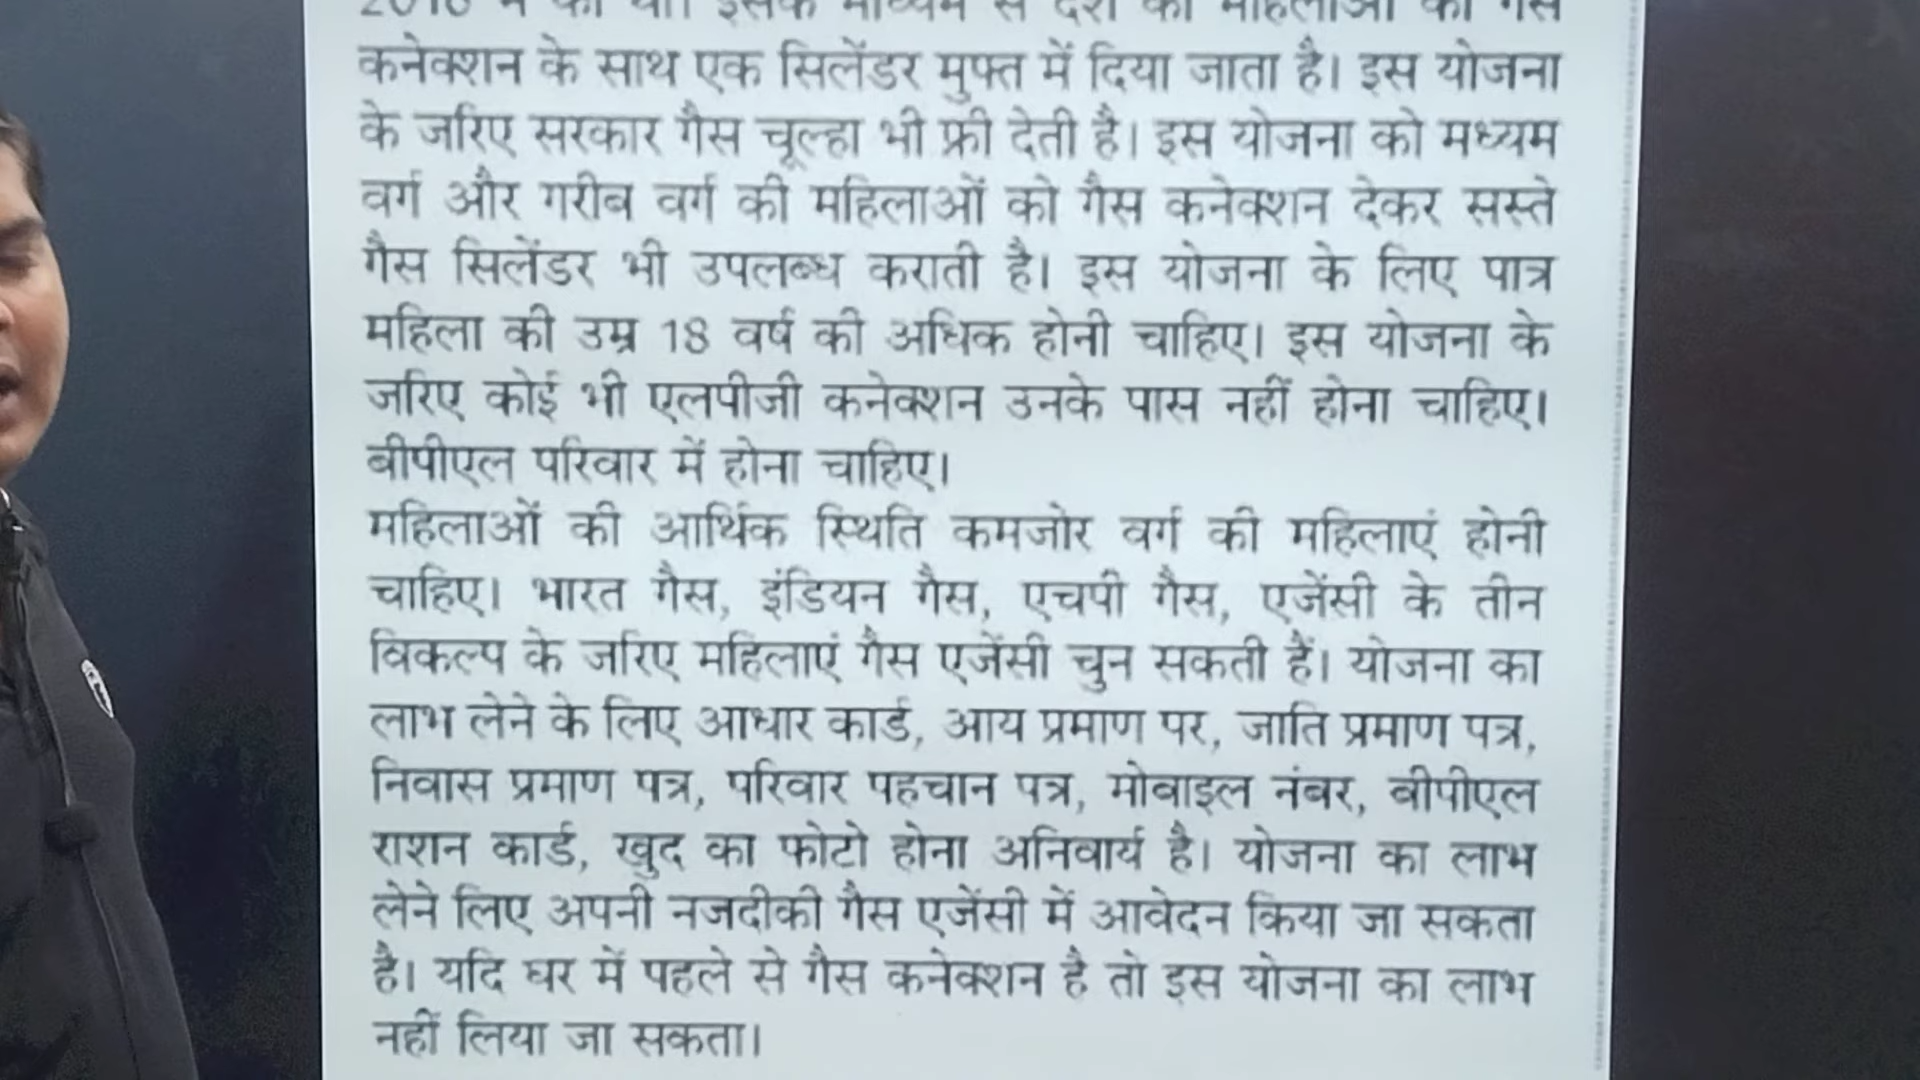 कनेक्शन के साथ एक सिलेंडर मुफ्त में दिया जाता है। इस योजना
के जरिए सरकार गैस चूल्हा भी फ्री देती है। इस योजना को मध्यम
वर्ग और गरीब वर्ग की महिलाओं को गैस कनेक्शन देकर सस्ते
गैस सिलेंडर भी उपलब्ध कराती है। इस योजना के लिए पात्र
महिला की उम्र 18 वर्ष की अधिक होनी चाहिए। इस योजना के
जरिए कोई भी एलपीजी कनेक्शन उनके पास नहीं होना चाहिए।
बीपीएल परिवार में होना चाहिए।
महिलाओं की आर्थिक स्थिति कमजोर वर्ग की महिलाएं होनी
चाहिए। भारत गैस, इंडियन गैस, एचपी गैस, एजेंसी के तीन
विकल्प के जरिए महिलाएं गैस एजेंसी चुन सकती हैं। योजना का
लाभ लेने के लिए आधार कार्ड, आय प्रमाण पर, जाति प्रमाण पत्र,
निवास प्रमाण पत्र, परिवार पहचान पत्र, मोबाइल नंबर, बीपीएल
राशन कार्ड, खुद का फोटो होना अनिवार्य है। योजना का लाभ
लेने लिए अपनी नजदीकी गैस एजेंसी में आवेदन किया जा सकता
है। यदि घर में पहले से गैस कनेक्शन है तो इस योजना का लाभ
नहीं लिया जा सकता।